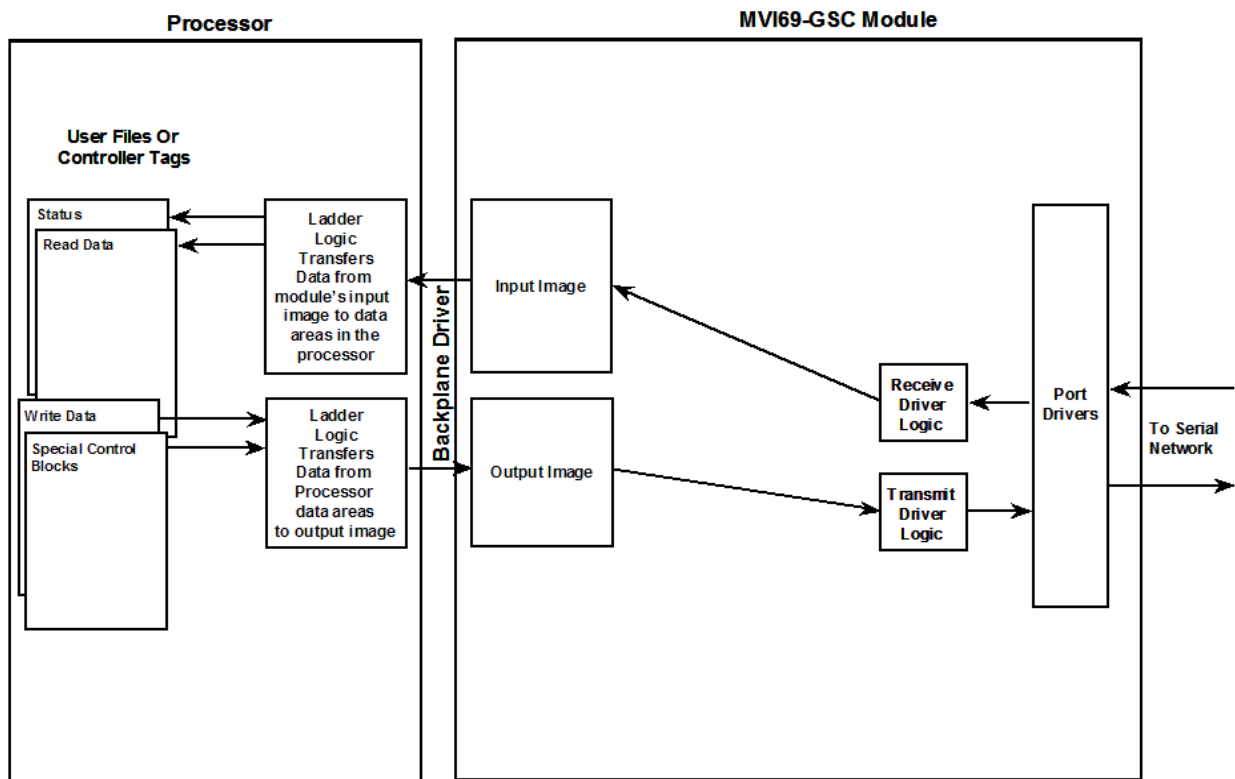 Processor
MVI69-GSC Module
User Files Or
Controller Tags
Status
Read Data
Write Data
Special Control
Blocks
Ladder
Logic
Transfers
Data from
module's input
image to data
areas in the
processor
Ladder
Logic
Transfers
Data from
Processor
data areas
to output image
Backplane Driver
Input Image
Output Image
Receive
Driver
Logic
Transmit
Driver
Logic
Port
Drivers
To Serial
Network